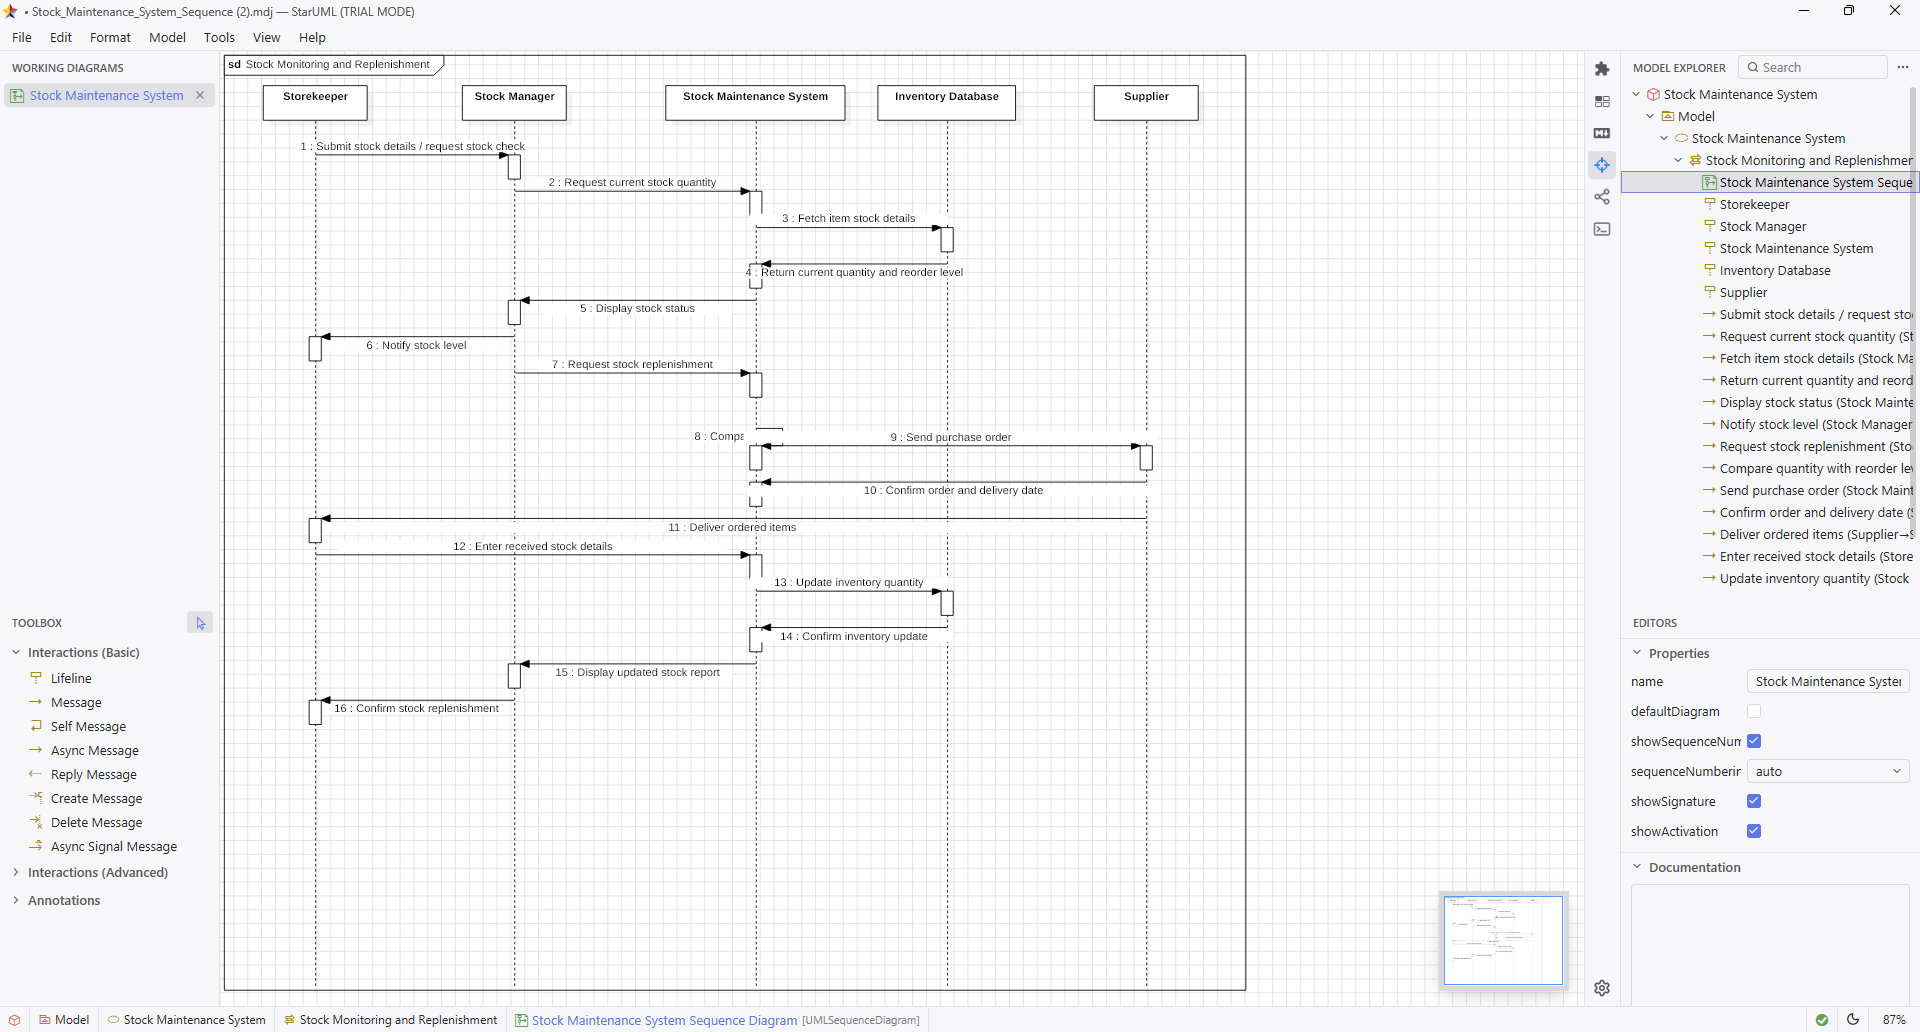 • Stock_Maintenance_System_Sequence (2).mdj — StarUML (TRIAL MODE)
File Edit Format Model Tools View Help
WORKING DIAGRAMS
Stock Maintenance System
TOOLBOX
Interactions (Basic)
Lifeline
Message
Self Message
Async Message
Reply Message
Create Message
Delete Message
Async Signal Message
Interactions (Advanced)
Annotations
sd Stock Monitoring and Replenishment
Storekeeper Stock Manager Stock Maintenance System Inventory Database Supplier
1 : Submit stock details / request stock check
2 : Request current stock quantity
3 : Fetch item stock details
4 : Return current quantity and reorder level
5 : Display stock status
6 : Notify stock level
7 : Request stock replenishment
8 : Compa
9 : Send purchase order
10 : Confirm order and delivery date
11 : Deliver ordered items
12 : Enter received stock details
13 : Update inventory quantity
14 : Confirm inventory update
15 : Display updated stock report
16 : Confirm stock replenishment
MODEL EXPLORER Search
Stock Maintenance System
Model
Stock Maintenance System
Stock Monitoring and Replenishmer
Stock Maintenance System Seque
Storekeeper
Stock Manager
Stock Maintenance System
Inventory Database
Supplier
Submit stock details / request sto
Request current stock quantity (St
Fetch item stock details (Stock Ma
Return current quantity and reord
Display stock status (Stock Mainte
Notify stock level (Stock Manager
Request stock replenishment (Sto
Compare quantity with reorder le
Send purchase order (Stock Maint
Confirm order and delivery date (
Deliver ordered items (Supplier→S
Enter received stock details (Store
Update inventory quantity (Stock
EDITORS
Properties
name Stock Maintenance Syste
defaultDiagram
showSequenceNum
sequenceNumberin auto
showSignature
showActivation
Documentation
Model Stock Maintenance System Stock Monitoring and Replenishment Stock Maintenance System Sequence Diagram [UMLSequenceDiagram] 87%